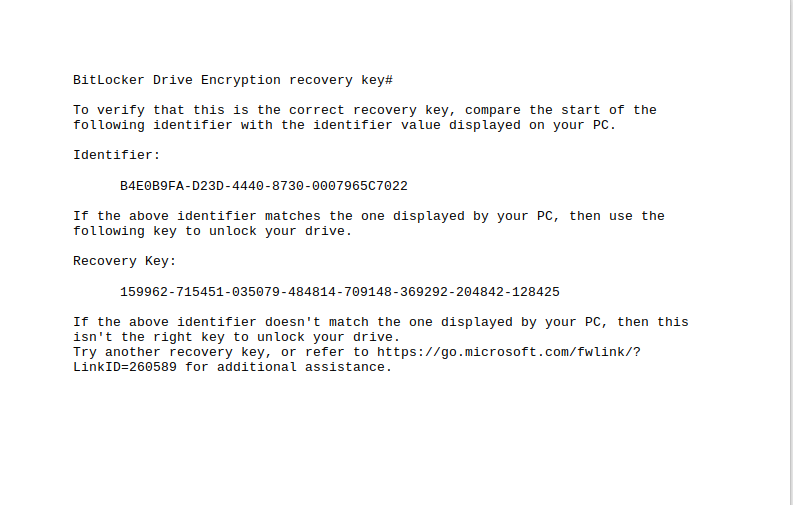 BitLocker Drive Encryption recovery key#
To verify that this is the correct recovery key, compare the start of the
following identifier with the identifier value displayed on your PC.
Identifier:
B4E0B9FA-D23D-4440-8730-0007965C7022
If the above identifier matches the one displayed by your PC, then use the
following key to unlock your drive.
Recovery Key:
159962-715451-035079-484814-709148-369292-204842-128425
If the above identifier doesn't match the one displayed by your PC, then this
isn't the right key to unlock your drive.
Try another recovery key, or refer to https://go.microsoft.com/fwlink/?
LinkID=260589 for additional assistance.